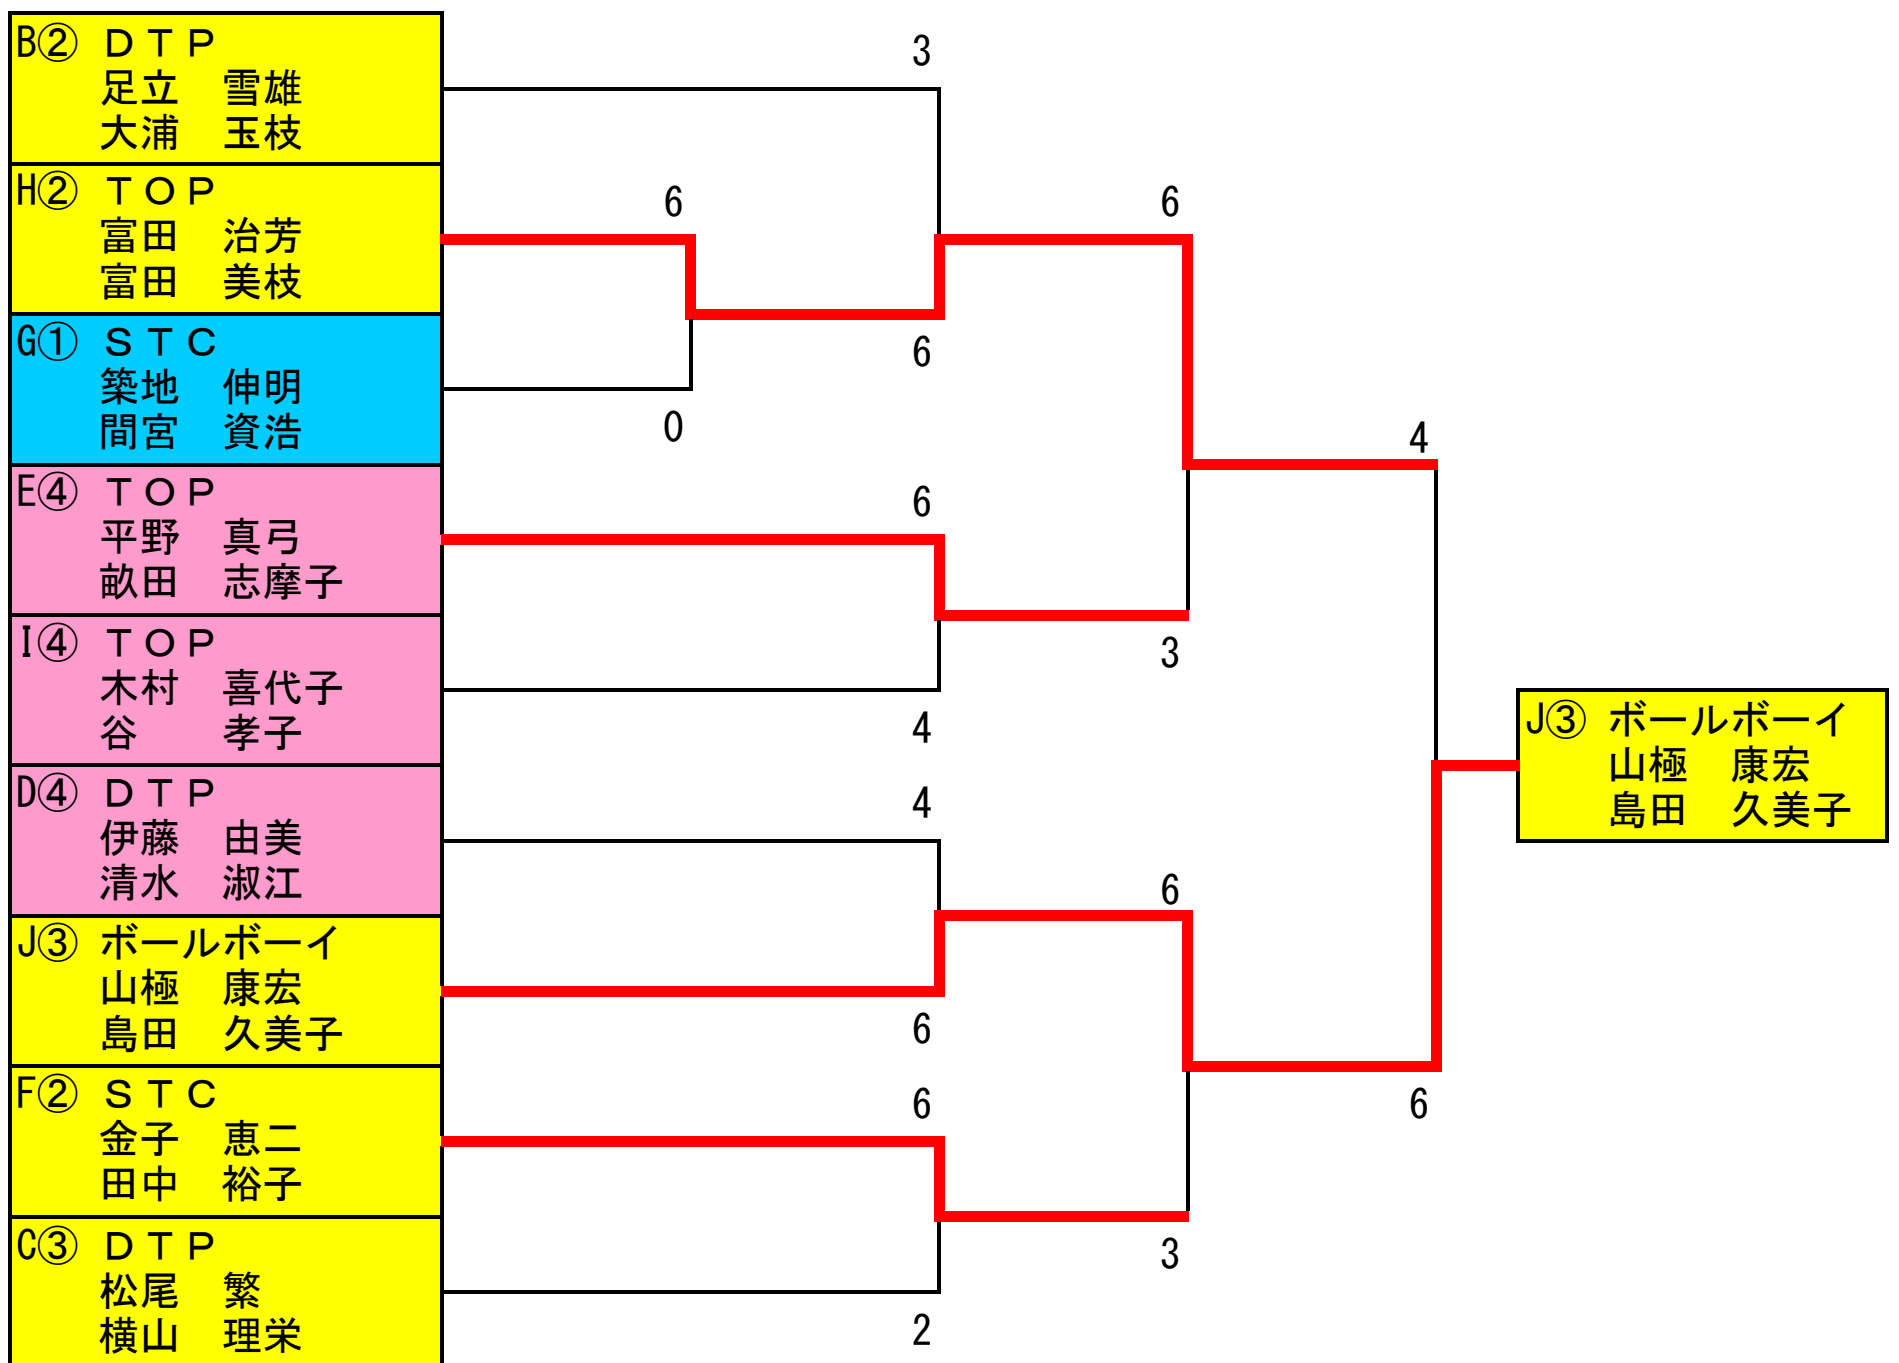 B② ＤＴＰ
足立　雪雄
大浦　玉枝
H② ＴＯＰ
富田　治芳
富田　美枝
G① ＳＴＣ
築地　伸明
間宮　資浩
E④ ＴＯＰ
平野　真弓
畝田　志摩子
I④ ＴＯＰ
木村　喜代子
谷　　孝子
D④ ＤＴＰ
伊藤　由美
清水　淑江
J③ ボールボーイ
山極　康宏
島田　久美子
F② ＳＴＣ
金子　恵二
田中　裕子
C③ ＤＴＰ
松尾　繁
横山　理栄
6
0
3
6
6
4
4
6
6
2
6
3
6
3
4
6
J③ ボールボーイ
山極　康宏
島田　久美子